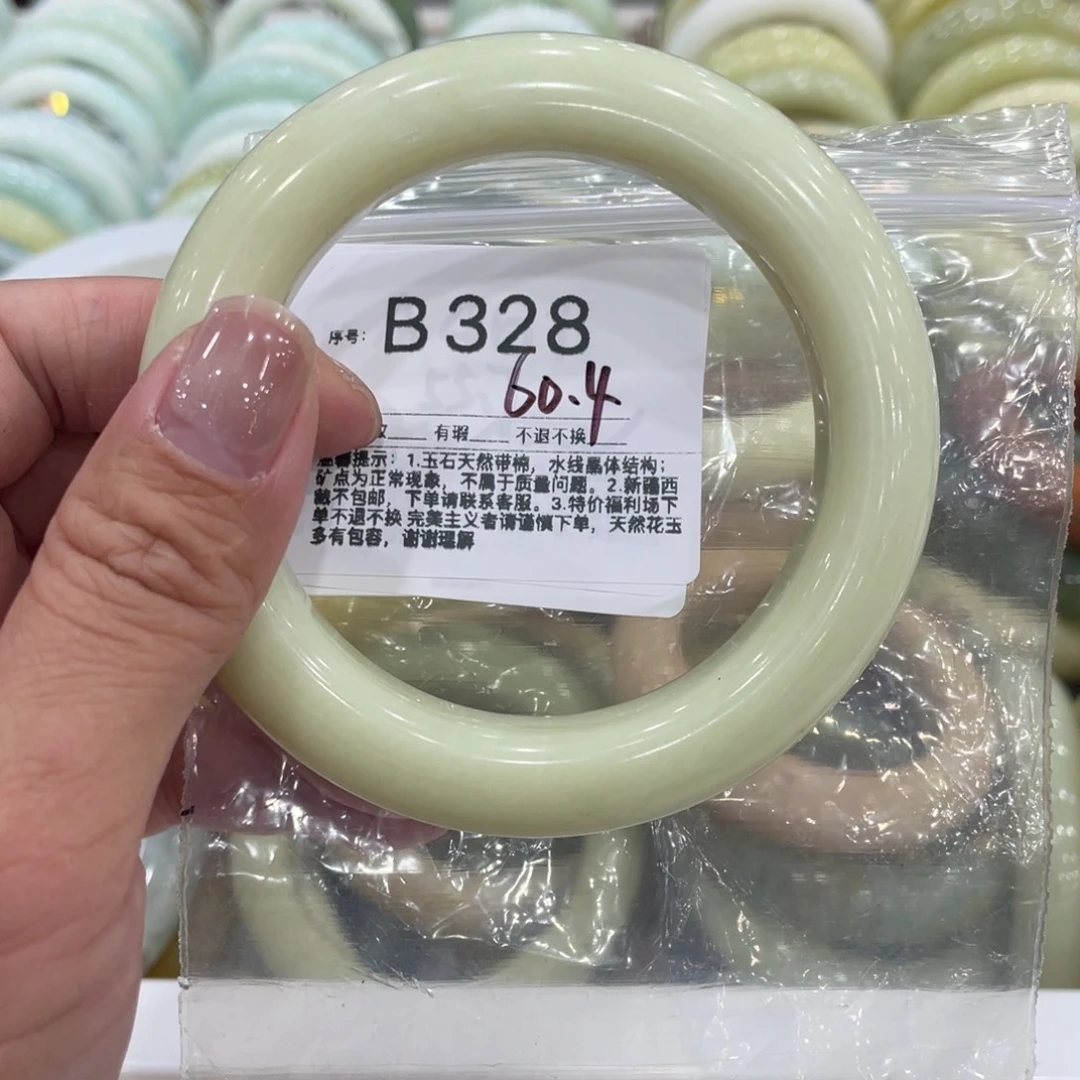 序号: B328
60.4
有瑕 不退不换
提示：1.玉石天然带棉，水线晶体结构；
矿点为正常现象，不属于质量问题。2.新疆西
藏不包邮，下单请联系客服。3.特价福利场下
单不退不换 完美主义者请谨慎下单，天然花玉
多有包容，谢谢理解